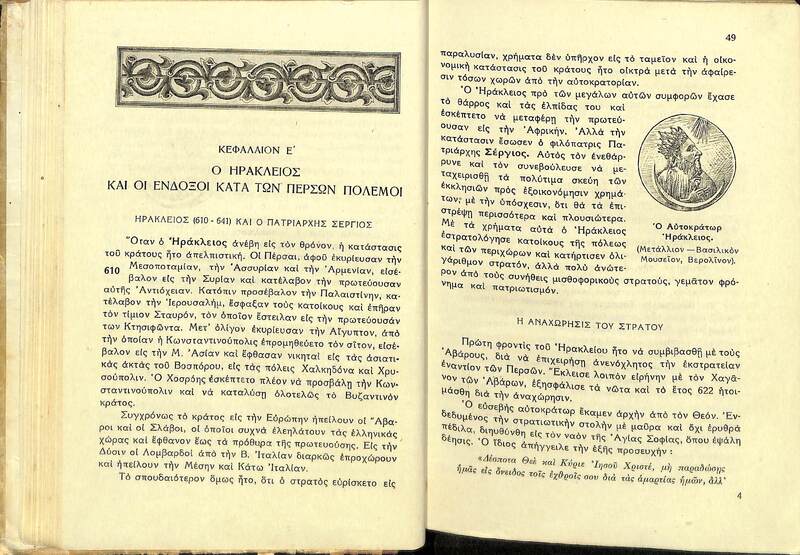 ΚΕΦΑΛΑΙΟΝ Ε΄
Ο ΗΡΑΚΛΕΙΟΣ
ΚΑΙ ΟΙ ΕΝΔΟΞΟΙ ΚΑΤΑ ΤΩΝ ΠΕΡΣΩΝ ΠΟΛΕΜΟΙ
ΗΡΑΚΛΕΙΟΣ (610 - 641) ΚΑΙ Ο ΠΑΤΡΙΑΡΧΗΣ ΣΕΡΓΙΟΣ
Ὅταν ὁ Ἡράκλειος ἀνέβη εἰς τὸν θρόνον, ἡ κατάστασις
τοῦ κράτους ἦτο ἀπελπιστική. Οἱ Πέρσαι, ἀφοῦ ἐκυρίευσαν τὴν
610 Μεσοποταμίαν, τὴν Ἀσσυρίαν καὶ τὴν Ἀρμενίαν, εἰσέ-
βαλον εἰς τὴν Συρίαν καὶ κατέλαβον τὴν πρωτεύουσαν
αὐτῆς Ἀντιόχειαν. Κατόπιν προσέβαλον τὴν Παλαιστίνην, κα-
τέλαβον τὴν Ἱερουσαλήμ, ἔσφαξαν τοὺς κατοίκους καὶ ἐπῆραν
τὸν τίμιον Σταυρόν, τὸν ὁποῖον ἔστειλαν εἰς τὴν πρωτεύουσάν
των Κτησιφῶντα. Μετ' ὀλίγον ἐκυρίευσαν τὴν Αἴγυπτον, ἀπὸ
τὴν ὁποίαν ἡ Κωνσταντινούπολις ἐπρομηθεύετο τὸν σῖτον, εἰσέ-
βαλον εἰς τὴν Μ. Ἀσίαν καὶ ἔφθασαν νικηταὶ εἰς τὰς ἀσιατι-
κὰς ἀκτὰς τοῦ Βοσπόρου, εἰς τὰς πόλεις Χαλκηδόνα καὶ Χρυ-
σούπολιν. Ὁ Χοσρόης ἐσκέπτετο πλέον νὰ προσβάλῃ τὴν Κων-
σταντινούπολιν καὶ νὰ καταλύσῃ ὁλοτελῶς τὸ Βυζαντινὸν
κράτος.
Συγχρόνως τὸ κράτος εἰς τὴν Εὐρώπην ἠπείλουν οἱ Ἄβα-
ροι καὶ οἱ Σλάβοι, οἱ ὁποῖοι συχνὰ ἐλεηλάτουν τὰς ἑλληνικὰς
χώρας καὶ ἔφθανον ἕως τὰ πρόθυρα τῆς πρωτευούσης. Εἰς τὴν
Δύσιν οἱ Λομβαρδοὶ ἀπὸ τὴν Β. Ἰταλίαν διαρκῶς ἐπροχώρουν
καὶ ἠπείλουν τὴν Μέσην καὶ Κάτω Ἰταλίαν.
Τὸ σπουδαιότερον ὅμως ἦτο, ὅτι ὁ στρατὸς εὑρίσκετο εἰς
49
παραλυσίαν, χρήματα δὲν ὑπῆρχον εἰς τὸ ταμεῖον καὶ ἡ οἰκο-
νομικὴ κατάστασις τοῦ κράτους ἦτο οἰκτρὰ μετὰ τὴν ἀφαίρε-
σιν τόσων χωρῶν ἀπὸ τὴν αὐτοκρατορίαν.
Ὁ Ἡράκλειος πρὸ τῶν μεγάλων αὐτῶν συμφορῶν ἔχασε
τὸ θάρρος καὶ τὰς ἐλπίδας του καὶ
ἐσκέπτετο νὰ μεταφέρῃ τὴν πρωτεύ-
ουσαν εἰς τὴν Ἀφρικήν. Ἀλλὰ τὴν
κατάστασιν ἔσωσεν ὁ φιλόπατρις Πα-
τριάρχης Σέργιος. Αὐτὸς τὸν ἐνεθάρ-
ρυνε καὶ τὸν συνεβούλευσε νὰ με-
ταχειρισθῇ τὰ πολύτιμα σκεύη τῶν
ἐκκλησιῶν πρὸς ἐξοικονόμησιν χρημά-
των, μὲ τὴν ὑπόσχεσιν, ὅτι θὰ τὰ ἐπι-
στρέψῃ περισσότερα καὶ πλουσιώτερα.
Μὲ τὰ χρήματα αὐτὰ ὁ Ἡράκλειος
ἐστρατολόγησε κατοίκους τῆς πόλεως
καὶ τῶν περιχώρων καὶ κατήρτισεν ὀλι-
γάριθμον στρατόν, ἀλλὰ πολὺ ἀνώτε-
ρον ἀπὸ τοὺς συνήθεις μισθοφορικοὺς στρατούς, γεμᾶτον φρό-
νημα καὶ πατριωτισμόν.
Ὁ Αὐτοκράτωρ
Ἡράκλειος.
(Μετάλλιον — Βασιλικὸν
Μουσεῖον, Βερολῖνον).
Η ΑΝΑΧΩΡΗΣΙΣ ΤΟΥ ΣΤΡΑΤΟΥ
Πρώτη φροντὶς τοῦ Ἡρακλείου ἦτο νὰ συμβιβασθῇ μὲ τοὺς
Ἀβάρους, διὰ νὰ ἐπιχειρήσῃ ἀνενόχλητος τὴν ἐκστρατείαν
ἐναντίον τῶν Περσῶν. Ἔκλεισε λοιπὸν εἰρήνην μὲ τὸν Χαγᾶ-
νον τῶν Ἀβάρων, ἐξησφάλισε τὰ νῶτα καὶ τὸ ἔτος 622 ἡτοι-
μάσθη διὰ τὴν ἀναχώρησιν.
Ὁ εὐσεβὴς αὐτοκράτωρ ἔκαμεν ἀρχὴν ἀπὸ τὸν Θεόν. Ἐν-
δεδυμένος τὴν στρατιωτικὴν στολὴν μὲ μαῦρα καὶ ὄχι ἐρυθρὰ
πέδιλα, διηυθύνθη εἰς τὸν ναὸν τῆς Ἁγίας Σοφίας, ὅπου ἐψάλη
δέησις. Ὁ ἴδιος ἀπήγγειλε τὴν ἑξῆς προσευχήν :
«Δέσποτα Θεὲ καὶ Κύριε Ἰησοῦ Χριστέ, μὴ παραδώσῃς
ἡμᾶς εἰς ὄνειδος τοῖς ἐχθροῖς σου διὰ τὰς ἁμαρτίας ἡμῶν, ἀλλ'
4